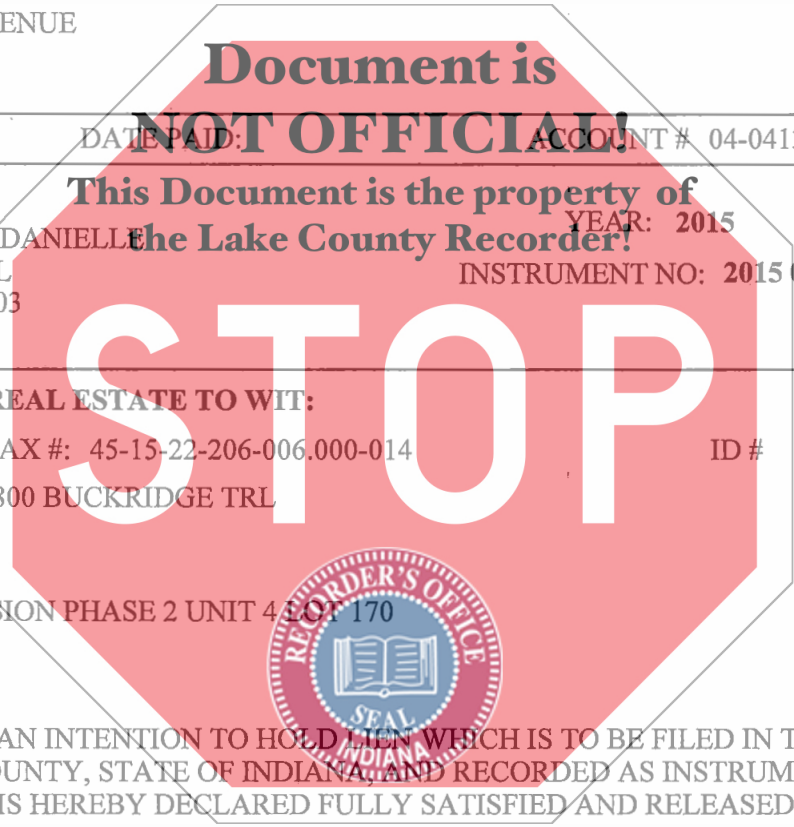 ENUE
Document is
NOT OFFICIAL!
DATE PAID: ACCOUNT # 04-041
This Document is the property of
the Lake County Recorder!
YEAR: 2015
DANIELLE
L INSTRUMENT NO: 2015 0
03
STOP
REAL ESTATE TO WIT:
AX #: 45-15-22-206-006.000-014 ID #
800 BUCKRIDGE TRL
SION PHASE 2 UNIT 4 LOT 170
RECORDER'S OFFICE
SEAL
INDIANA
AN INTENTION TO HOLD LIEN WHICH IS TO BE FILED IN T
OUNTY, STATE OF INDIANA, AND RECORDED AS INSTRUM
IS HEREBY DECLARED FULLY SATISFIED AND RELEASED